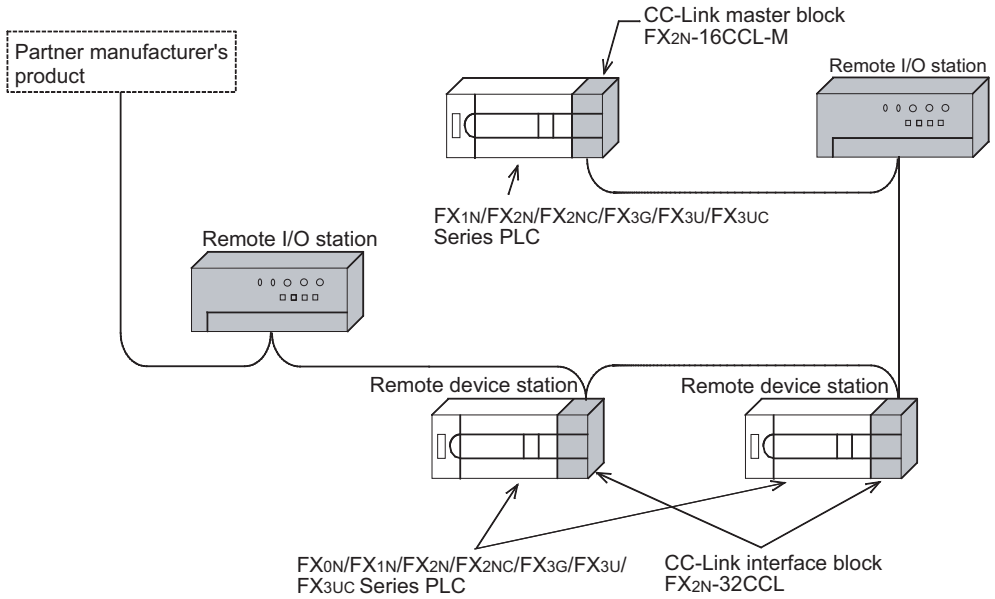 CC-Link master block
FX2N-16CCL-M
Partner manufacturer's
product
Remote I/O station
FX1N/FX2N/FX2NC/FX3G/FX3U/FX3UC
Series PLC
Remote I/O station
Remote device station
Remote device station
FX0N/FX1N/FX2N/FX2NC/FX3G/FX3U/
FX3UC Series PLC
CC-Link interface block
FX2N-32CCL